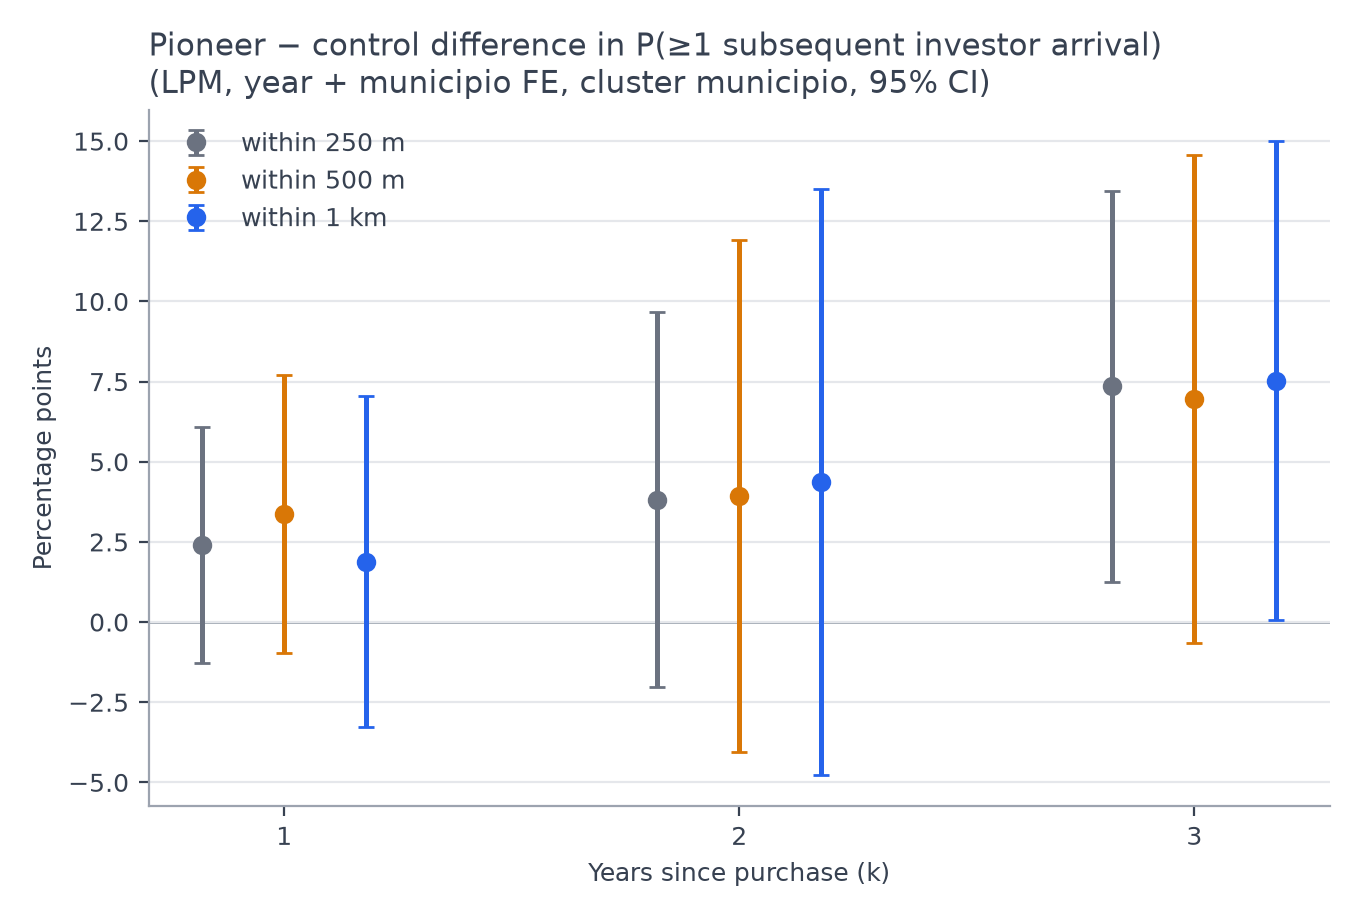 Pioneer − control difference in P(≥1 subsequent investor arrival)
(LPM, year + municipio FE, cluster municipio, 95% CI)
within 250 m
within 500 m
within 1 km
15.0
12.5
10.0
7.5
5.0
2.5
0.0
−2.5
−5.0
Percentage points
1
2
3
Years since purchase (k)